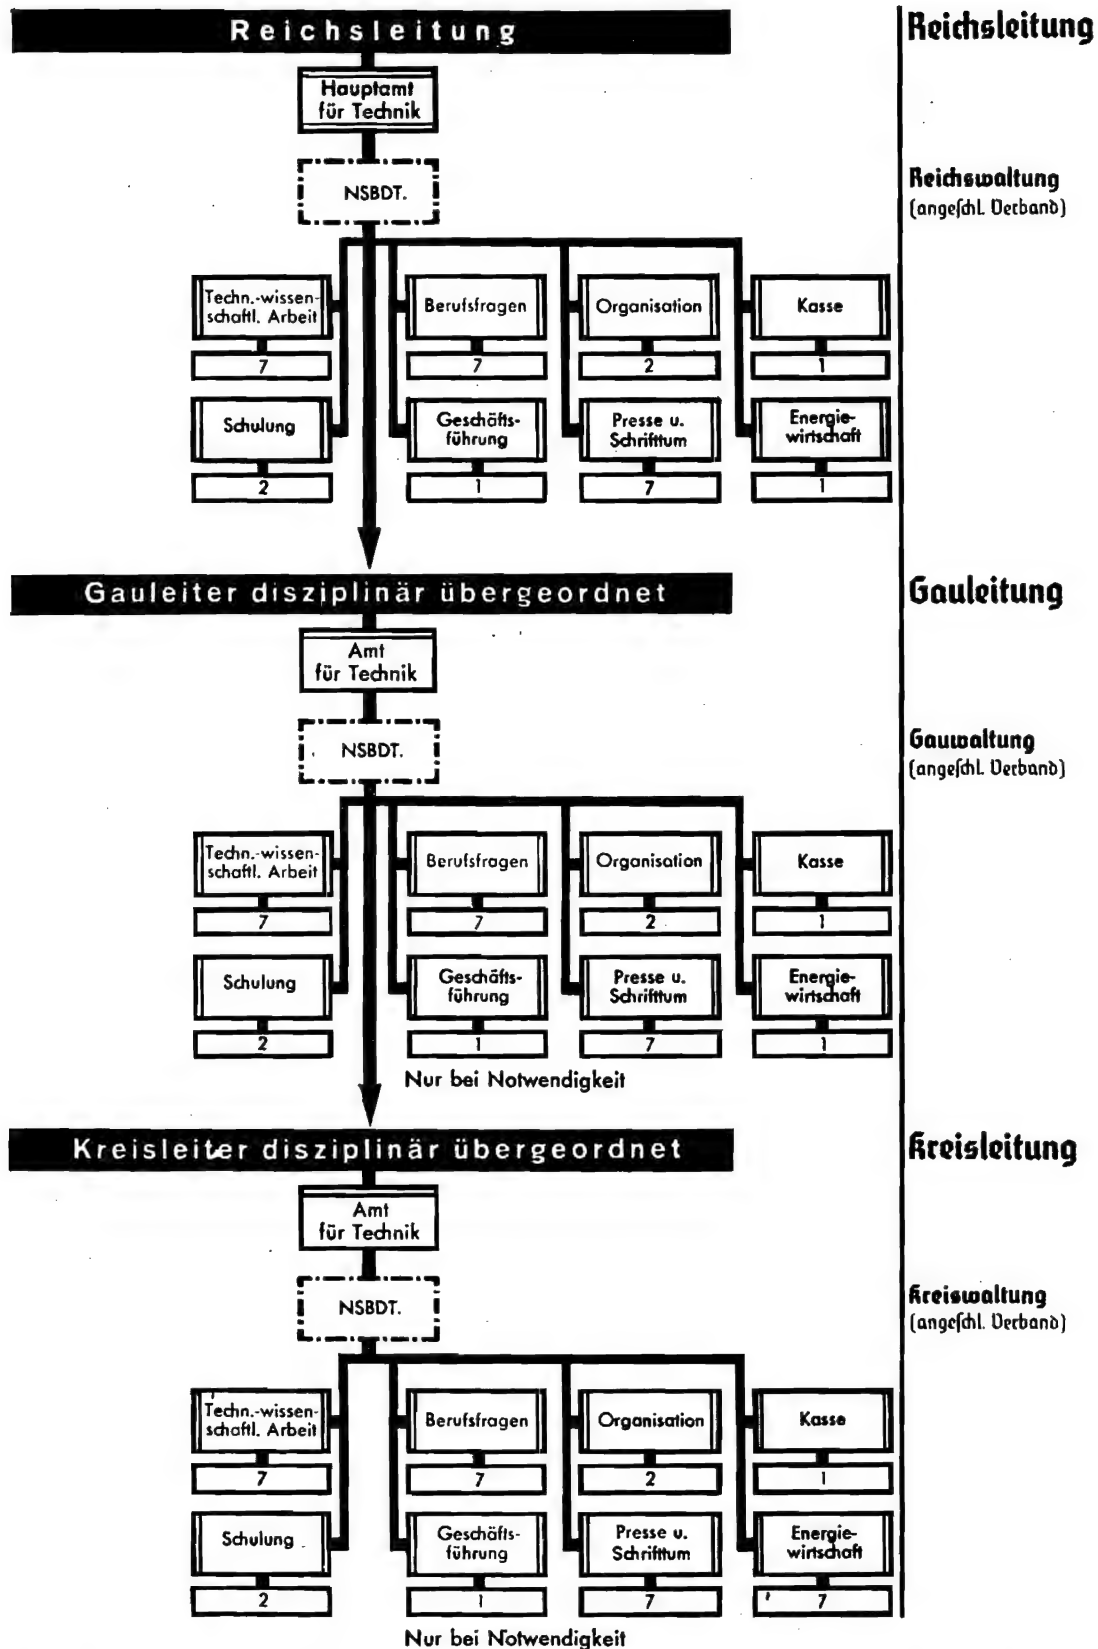 Reichsleitung
Reichsleitung
Hauptamt
für Technik
NSBDT.
Reichswaltung
(angeschl. Verband)
Techn.-wissen-
schaftl. Arbeit
7
Berufsfragen
7
Organisation
2
Kasse
1
Schulung
2
Geschäfts-
führung
1
Presse u.
Schrifttum
7
Energie-
wirtschaft
1
Gauleiter disziplinär übergeordnet
Gauleitung
Amt
für Technik
NSBDT.
Gauwaltung
(angeschl. Verband)
Techn.-wissen-
schaftl. Arbeit
7
Berufsfragen
7
Organisation
2
Kasse
1
Schulung
2
Geschäfts-
führung
1
Presse u.
Schrifttum
7
Energie-
wirtschaft
1
Nur bei Notwendigkeit
Kreisleiter disziplinär übergeordnet
Kreisleitung
Amt
für Technik
NSBDT.
Kreiswaltung
(angeschl. Verband)
Techn.-wissen-
schaftl. Arbeit
7
Berufsfragen
7
Organisation
2
Kasse
1
Schulung
2
Geschäfts-
führung
1
Presse u.
Schrifttum
7
Energie-
wirtschaft
7
Nur bei Notwendigkeit